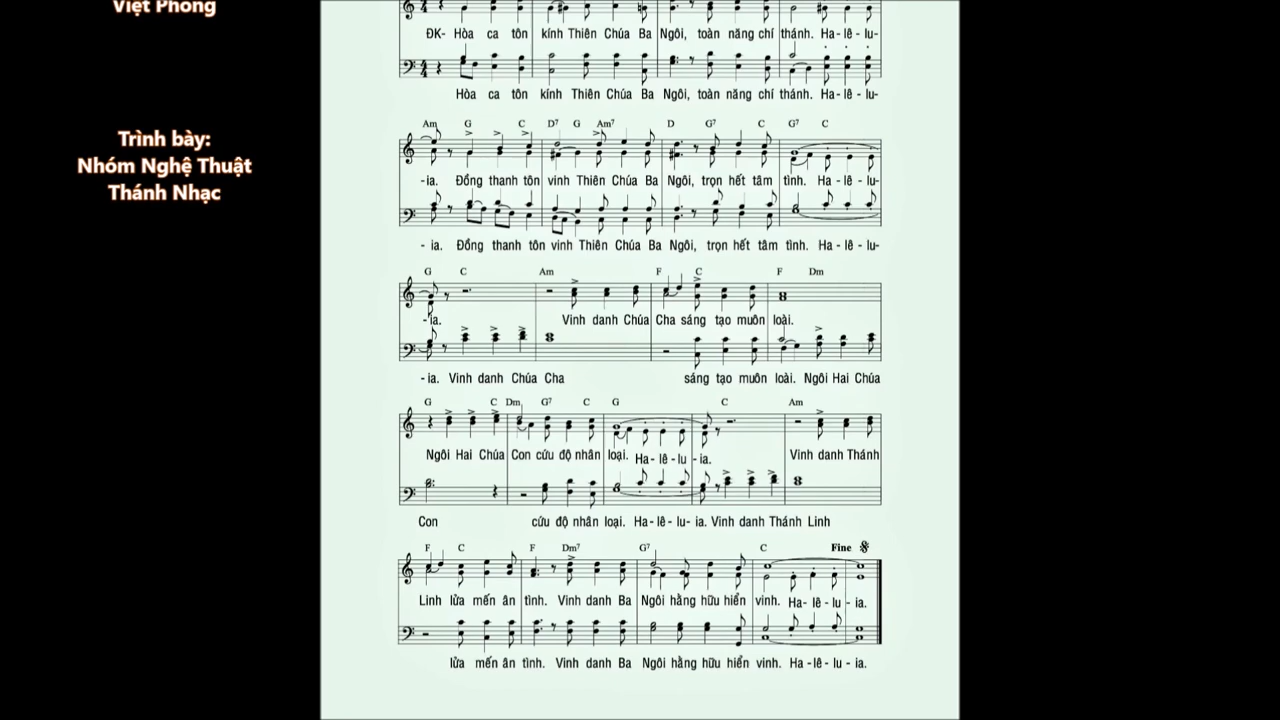 Việt Phong
Trình bày:
Nhóm Nghệ Thuật
Thánh Nhạc
ĐK- Hòa ca tôn kính Thiên Chúa Ba Ngôi, toàn năng chí thánh. Ha-lê-lu-
Hòa ca tôn kính Thiên Chúa Ba Ngôi, toàn năng chí thánh. Ha-lê-lu-
Am G C D7 G Am7 D G7 C G7 C
-ia. Đồng thanh tôn vinh Thiên Chúa Ba Ngôi, trọn hết tâm tình. Ha-lê-lu-
-ia. Đồng thanh tôn vinh Thiên Chúa Ba Ngôi, trọn hết tâm tình. Ha-lê-lu-
G C Am F C F Dm
-ia. Vinh danh Chúa Cha sáng tạo muôn loài.
-ia. Vinh danh Chúa Cha sáng tạo muôn loài. Ngôi Hai Chúa
G C Dm G7 C G C Am
Ngôi Hai Chúa Con cứu độ nhân loại. Ha-lê-lu-ia. Vinh danh Thánh
Con cứu độ nhân loại. Ha-lê-lu-ia. Vinh danh Thánh Linh
F C F Dm7 G7 C Fine
Linh lửa mến ân tình. Vinh danh Ba Ngôi hằng hữu hiển vinh. Ha-lê-lu-ia.
lửa mến ân tình. Vinh danh Ba Ngôi hằng hữu hiển vinh. Ha-lê-lu-ia.